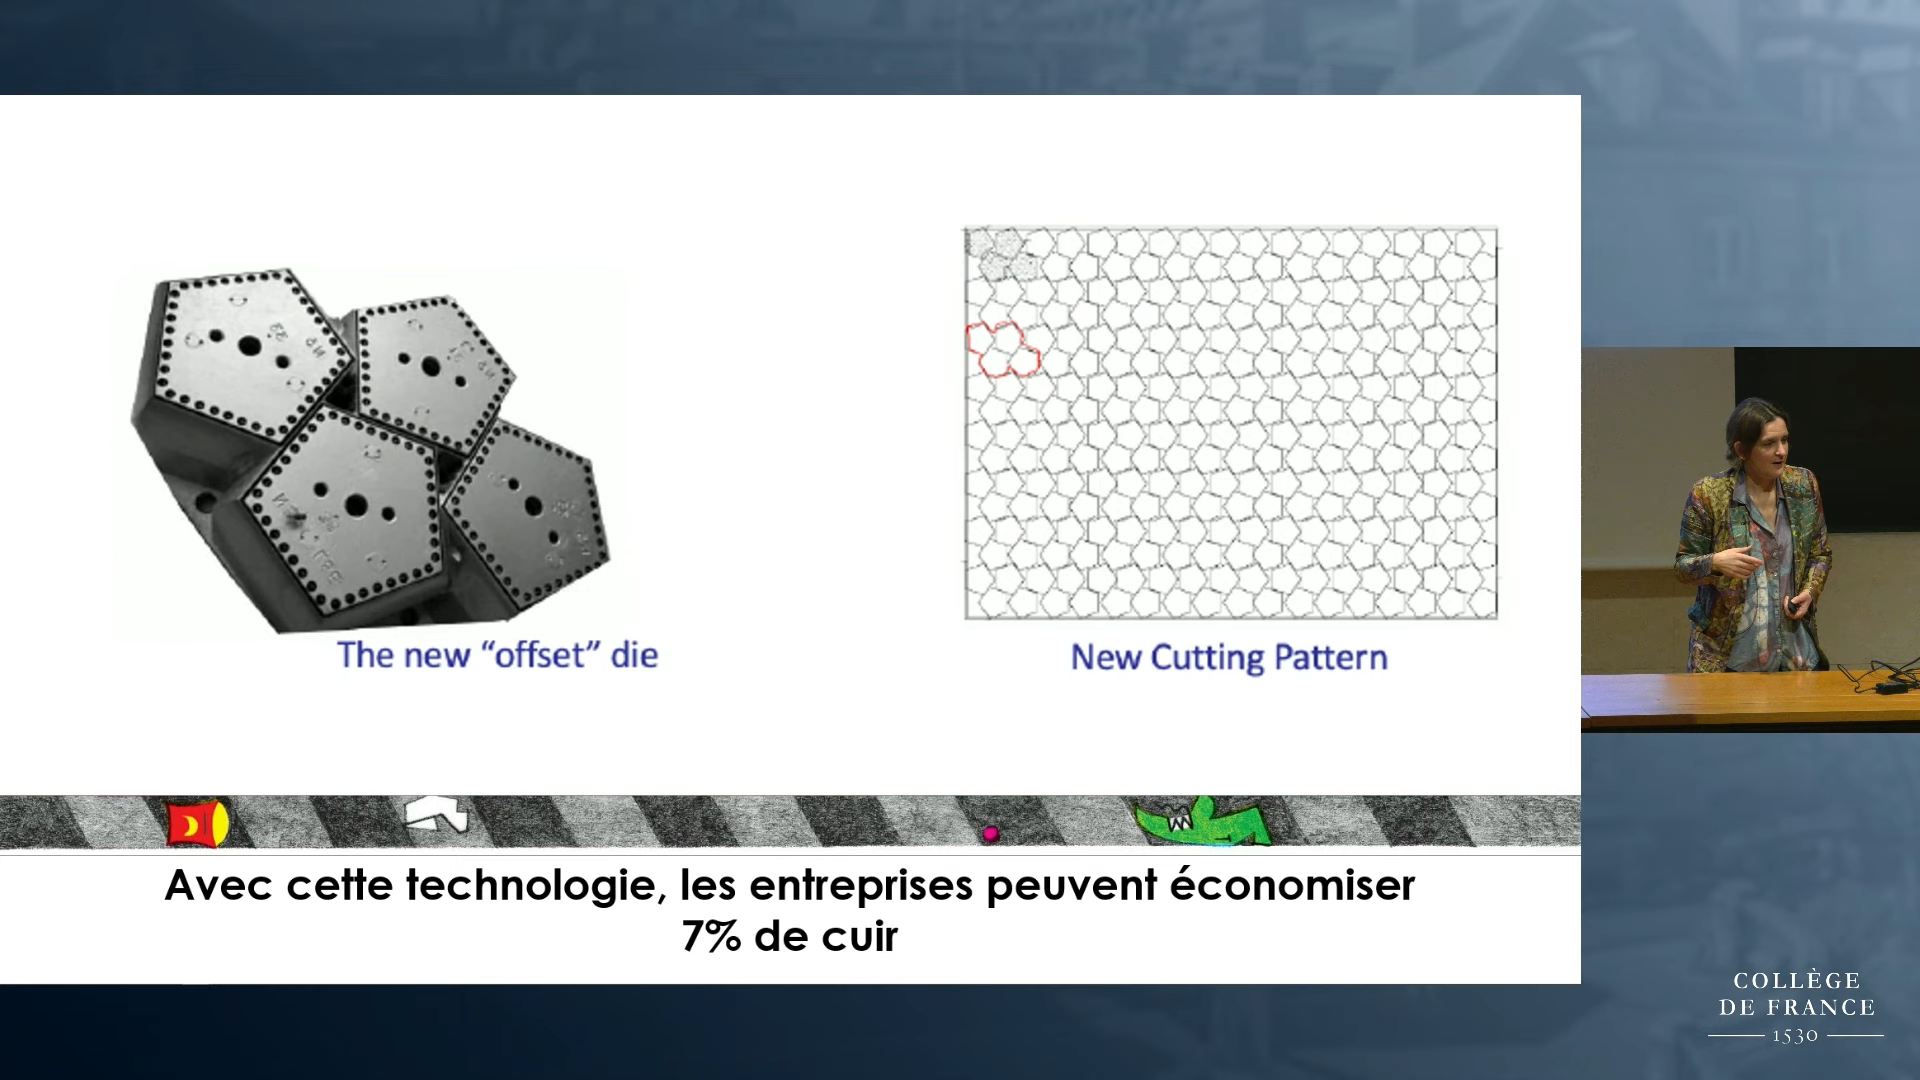 The new “offset” die
New Cutting Pattern
Avec cette technologie, les entreprises peuvent économiser
7% de cuir
COLLÈGE
DE FRANCE
1530